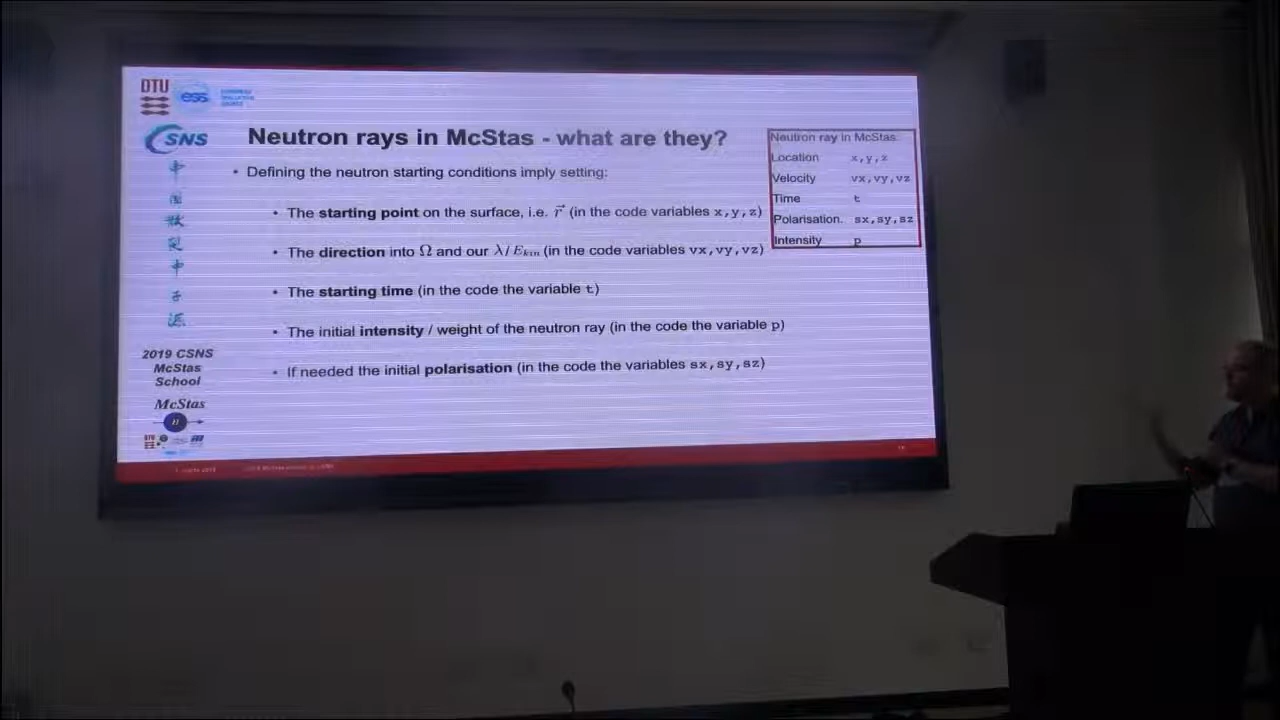 DTU
ess
EUROPEAN
SPALLATION
SOURCE
CSNS
中
国
散
裂
中
子
源
2019 CSNS
McStas
School
McStas
n
DTU
Neutron rays in McStas - what are they?
• Defining the neutron starting conditions imply setting:
• The starting point on the surface, i.e. r⃗ (in the code variables x,y,z)
• The direction into Ω and our λ/Eₖᵢₙ (in the code variables vx,vy,vz)
• The starting time (in the code the variable t)
• The initial intensity / weight of the neutron ray (in the code the variable p)
• If needed the initial polarisation (in the code the variables sx,sy,sz)
Neutron ray in McStas:
Location x,y,z
Velocity vx,vy,vz
Time t
Polarisation. sx,sy,sz
Intensity p